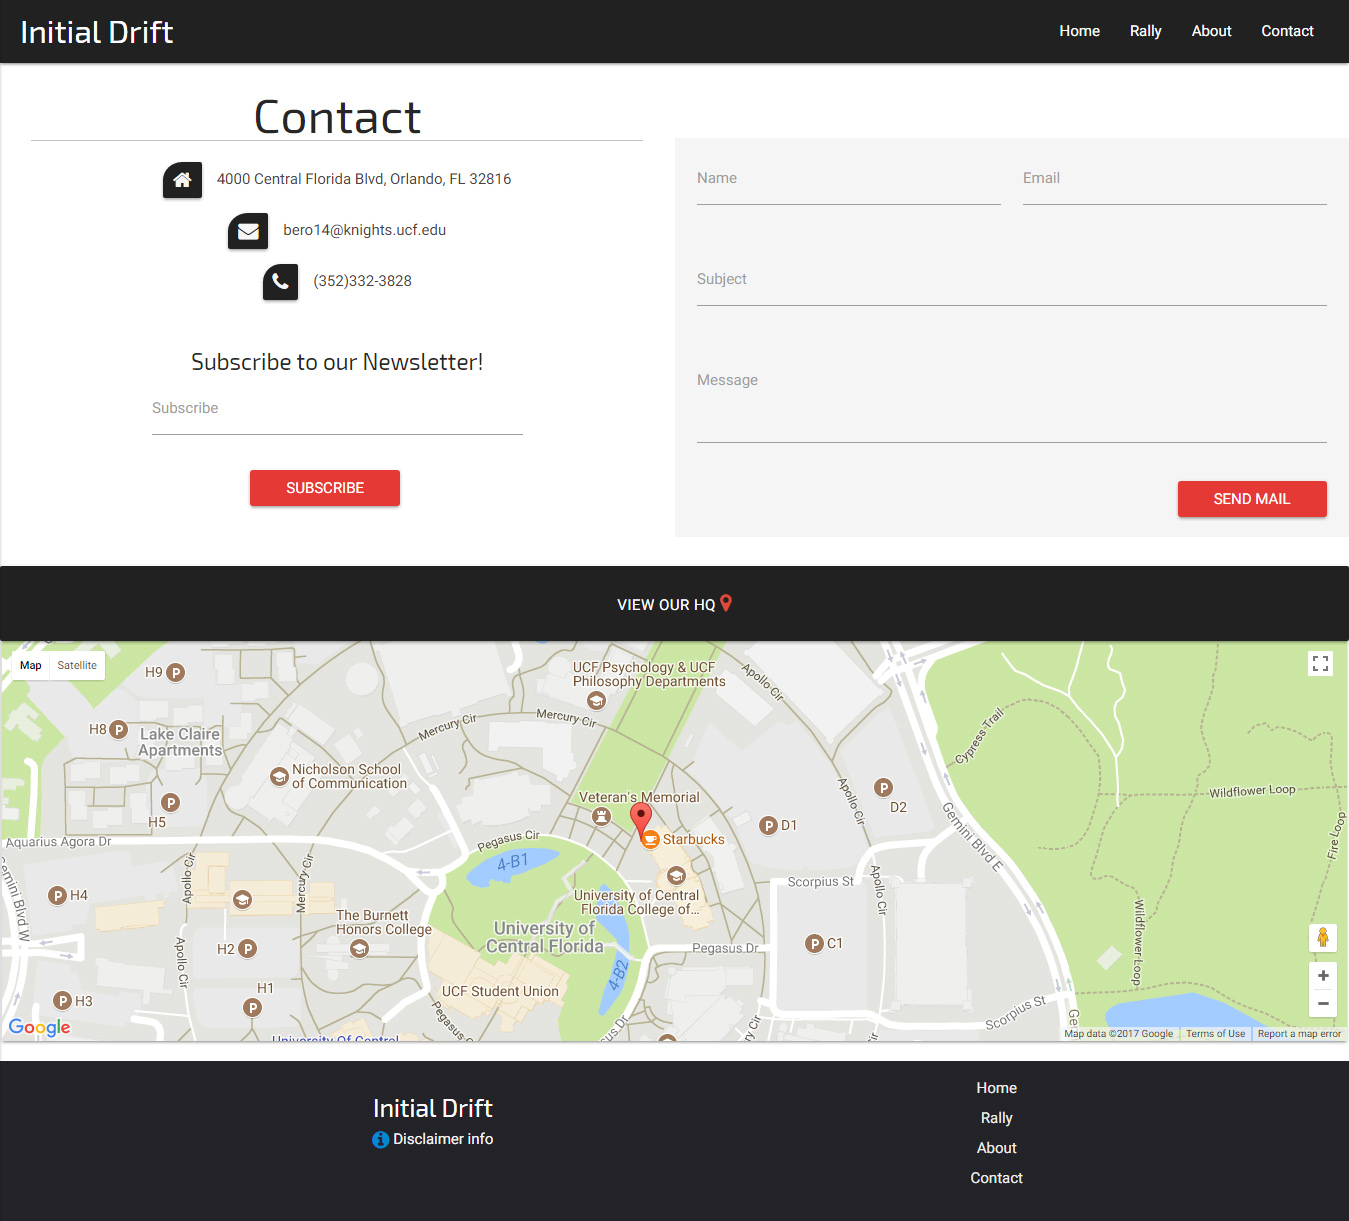 Initial Drift
Home Rally About Contact
Contact
4000 Central Florida Blvd, Orlando, FL 32816
bero14@knights.ucf.edu
(352)332-3828
Subscribe to our Newsletter!
Subscribe
SUBSCRIBE
Name Email
Subject
Message
SEND MAIL
VIEW OUR HQ
Map Satellite
H9 P
UCF Psychology & UCF
Philosophy Departments
Apollo Cir
Mercury Cir
Mercury Cir
H8 P
Lake Claire
Apartments
Cypress Trail
Nicholson School
of Communication
P
H5
Veteran's Memorial
Apollo Cir
P
D2
Wildflower Loop
Gemini Blvd E
Fire Loop
P D1
Starbucks
Pegasus Cir
Aquarius Agora Dr
4-B1
Apollo Cir
Mercury Cir
Gemini Blvd W
P H4
University of Central
Florida College of...
Scorpius St
Apollo Cir
The Burnett
Honors College
University of
Central Florida
Wildflower Loop
H2 P
Apollo Cir
Pegasus Dr
P C1
4-B2
UCF Student Union
H1
P
P H3
Pegasus C
sus Dr
Cir
Scorpius St
Ge
P
Google
University Of Central
+
−
Map data ©2017 Google Terms of Use Report a map error
Initial Drift
Disclaimer info
Home
Rally
About
Contact